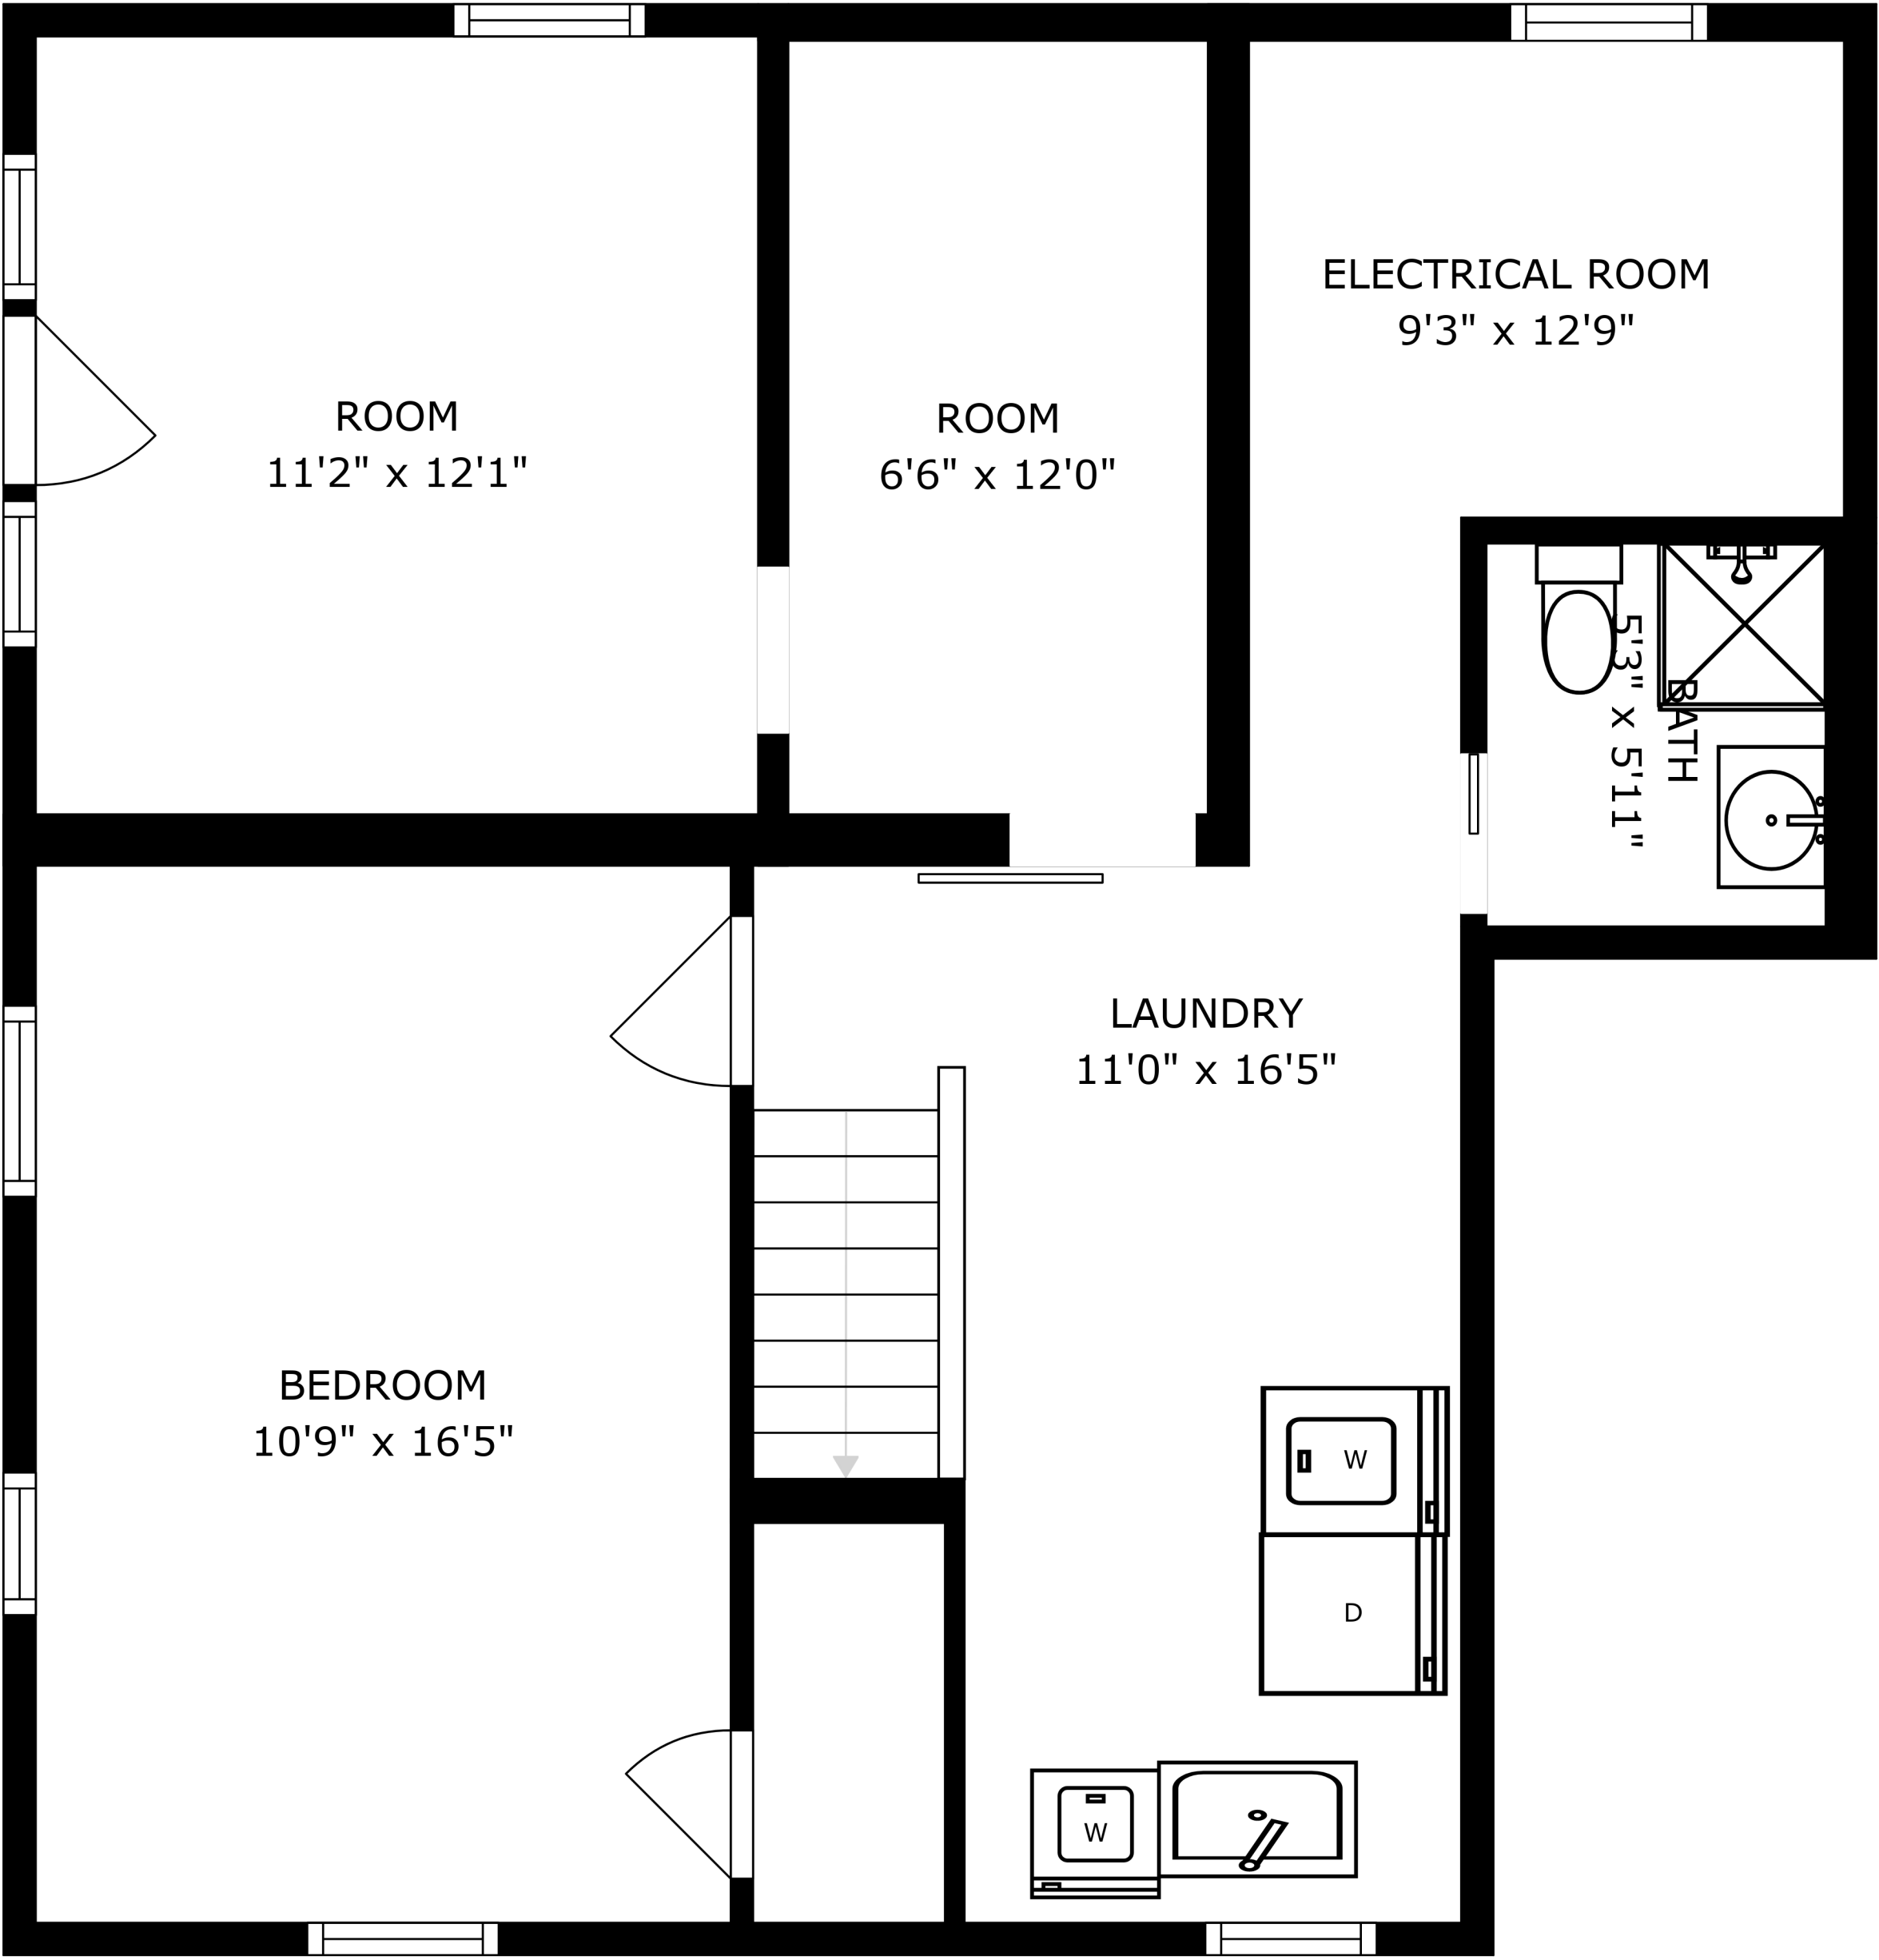 ELECTRICAL ROOM
9'3" x 12'9"
ROOM
11'2" x 12'1"
ROOM
6'6" x 12'0"
BATH
5'3" x 5'11"
LAUNDRY
11'0" x 16'5"
BEDROOM
10'9" x 16'5"
W
D
W